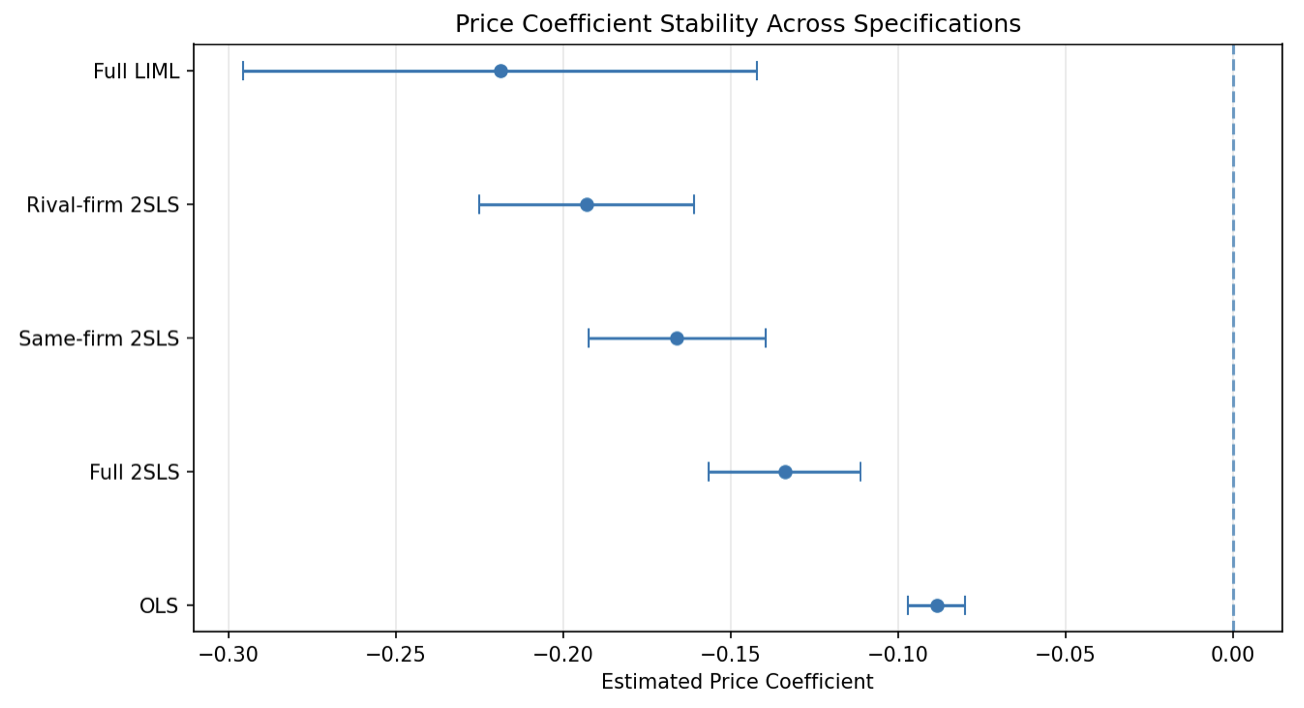 Price Coefficient Stability Across Specifications
Full LIML
Rival-firm 2SLS
Same-firm 2SLS
Full 2SLS
OLS
−0.30 −0.25 −0.20 −0.15 −0.10 −0.05 0.00
Estimated Price Coefficient